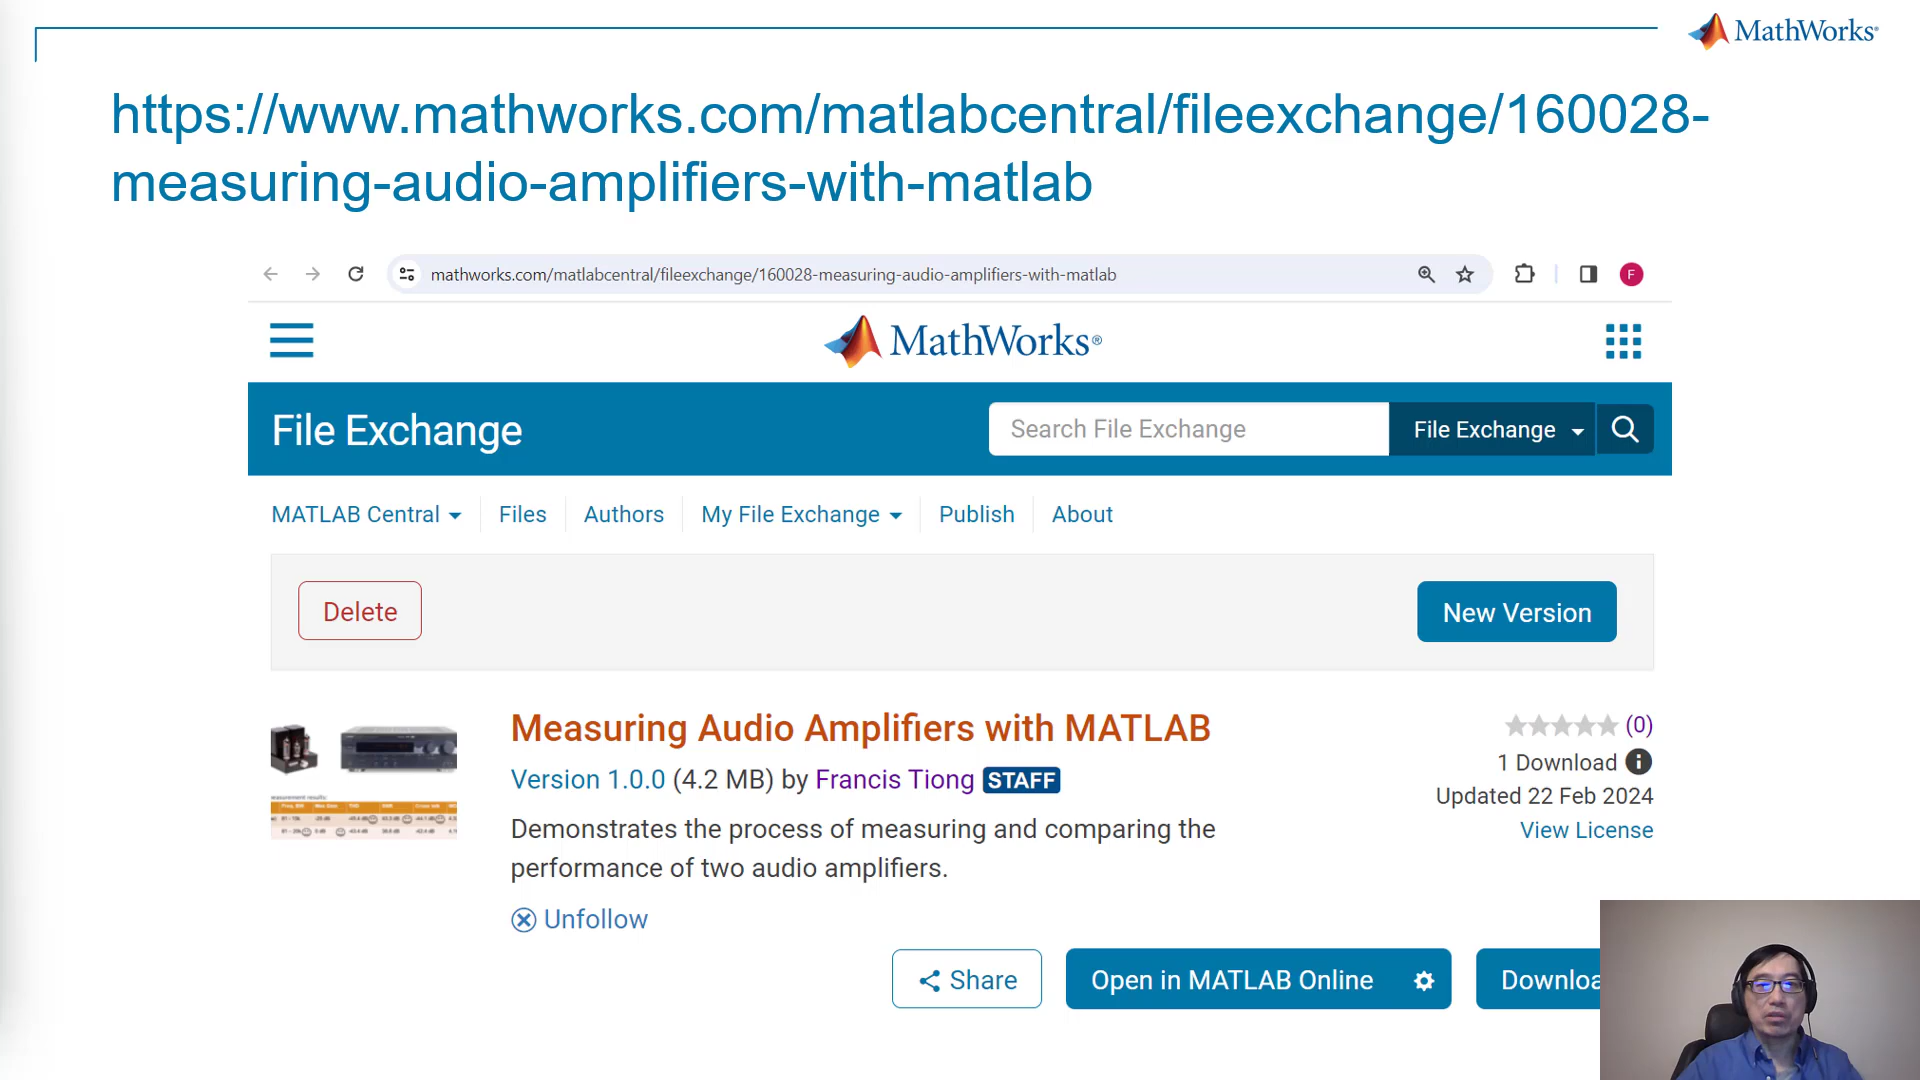 MathWorks®
https://www.mathworks.com/matlabcentral/fileexchange/160028-
measuring-audio-amplifiers-with-matlab
mathworks.com/matlabcentral/fileexchange/160028-measuring-audio-amplifiers-with-matlab
F
MathWorks®
File Exchange
Search File Exchange
File Exchange
MATLAB Central
Files
Authors
My File Exchange
Publish
About
Delete
New Version
Measuring Audio Amplifiers with MATLAB
(0)
Version 1.0.0 (4.2 MB) by Francis Tiong STAFF
1 Download
Updated 22 Feb 2024
Demonstrates the process of measuring and comparing the
performance of two audio amplifiers.
View License
Unfollow
Share
Open in MATLAB Online
Downloa